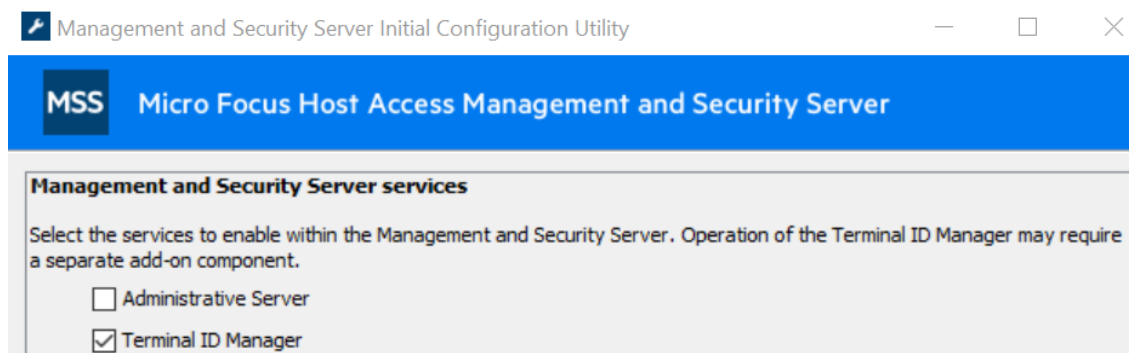 Management and Security Server Initial Configuration Utility
MSS Micro Focus Host Access Management and Security Server
Management and Security Server services
Select the services to enable within the Management and Security Server. Operation of the Terminal ID Manager may require
a separate add-on component.
Administrative Server
Terminal ID Manager